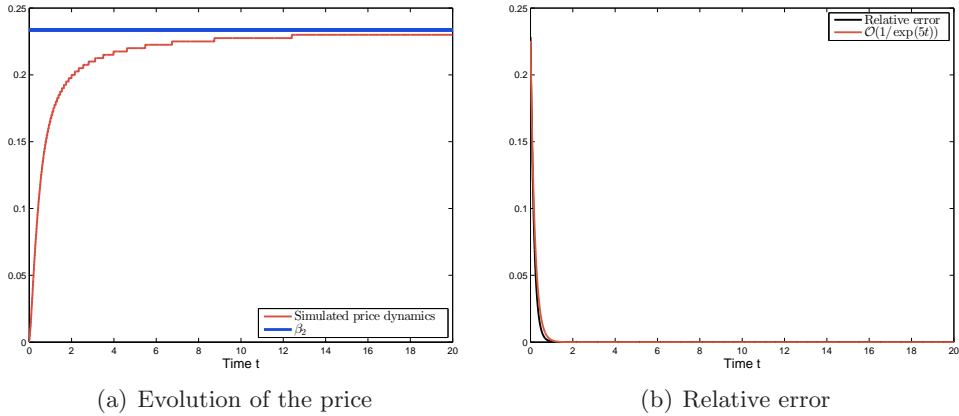 0.25
0.2
0.15
0.1
0.05
0
0 2 4 6 8 10 12 14 16 18 20
Time t
Simulated price dynamics
β₂
(a) Evolution of the price
0.25
0.2
0.15
0.1
0.05
0
0 2 4 6 8 10 12 14 16 18 20
Time t
Relative error
𝒪(1/exp(5t))
(b) Relative error